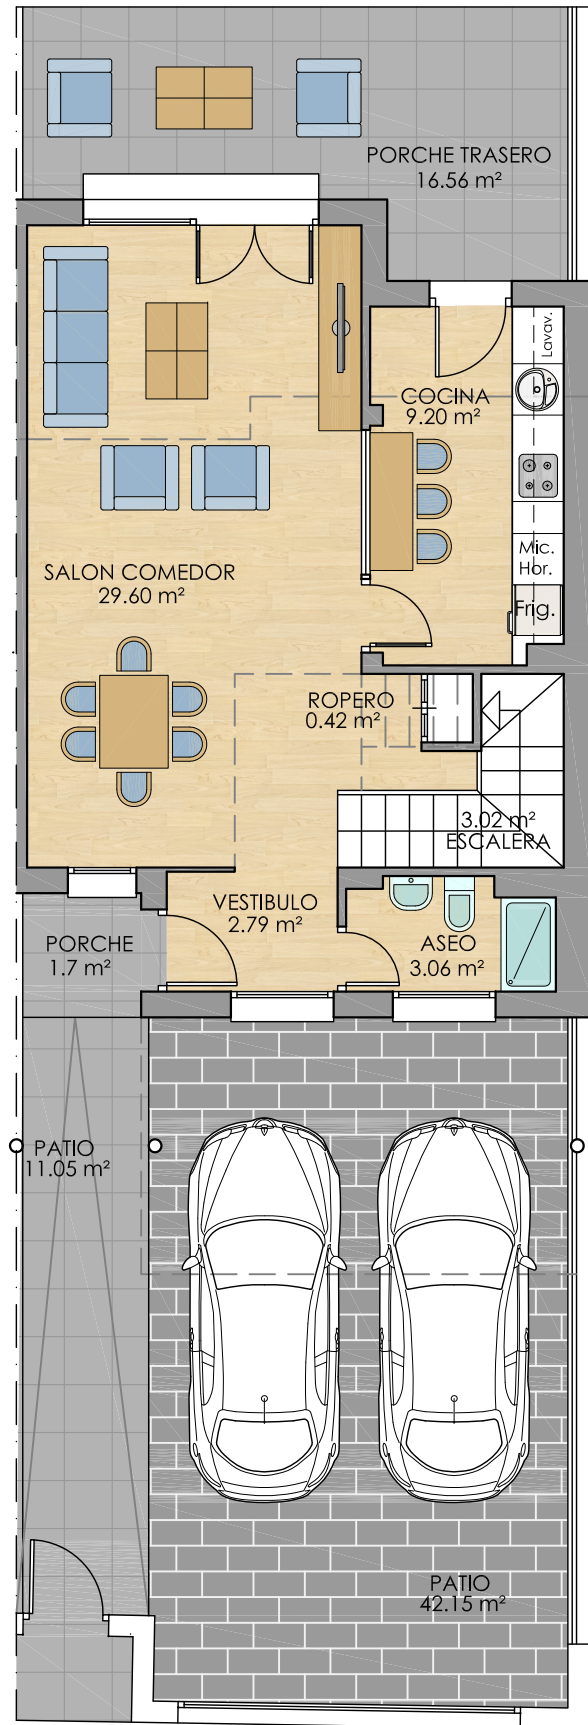 PORCHE TRASERO
16.56 m²
Lavav.
COCINA
9.20 m²
Mic.
Hor.
Frig.
SALON COMEDOR
29.60 m²
ROPERO
0.42 m²
3.02 m²
ESCALERA
VESTIBULO
2.79 m²
PORCHE
1.7 m²
ASEO
3.06 m²
PATIO
11.05 m²
PATIO
42.15 m²